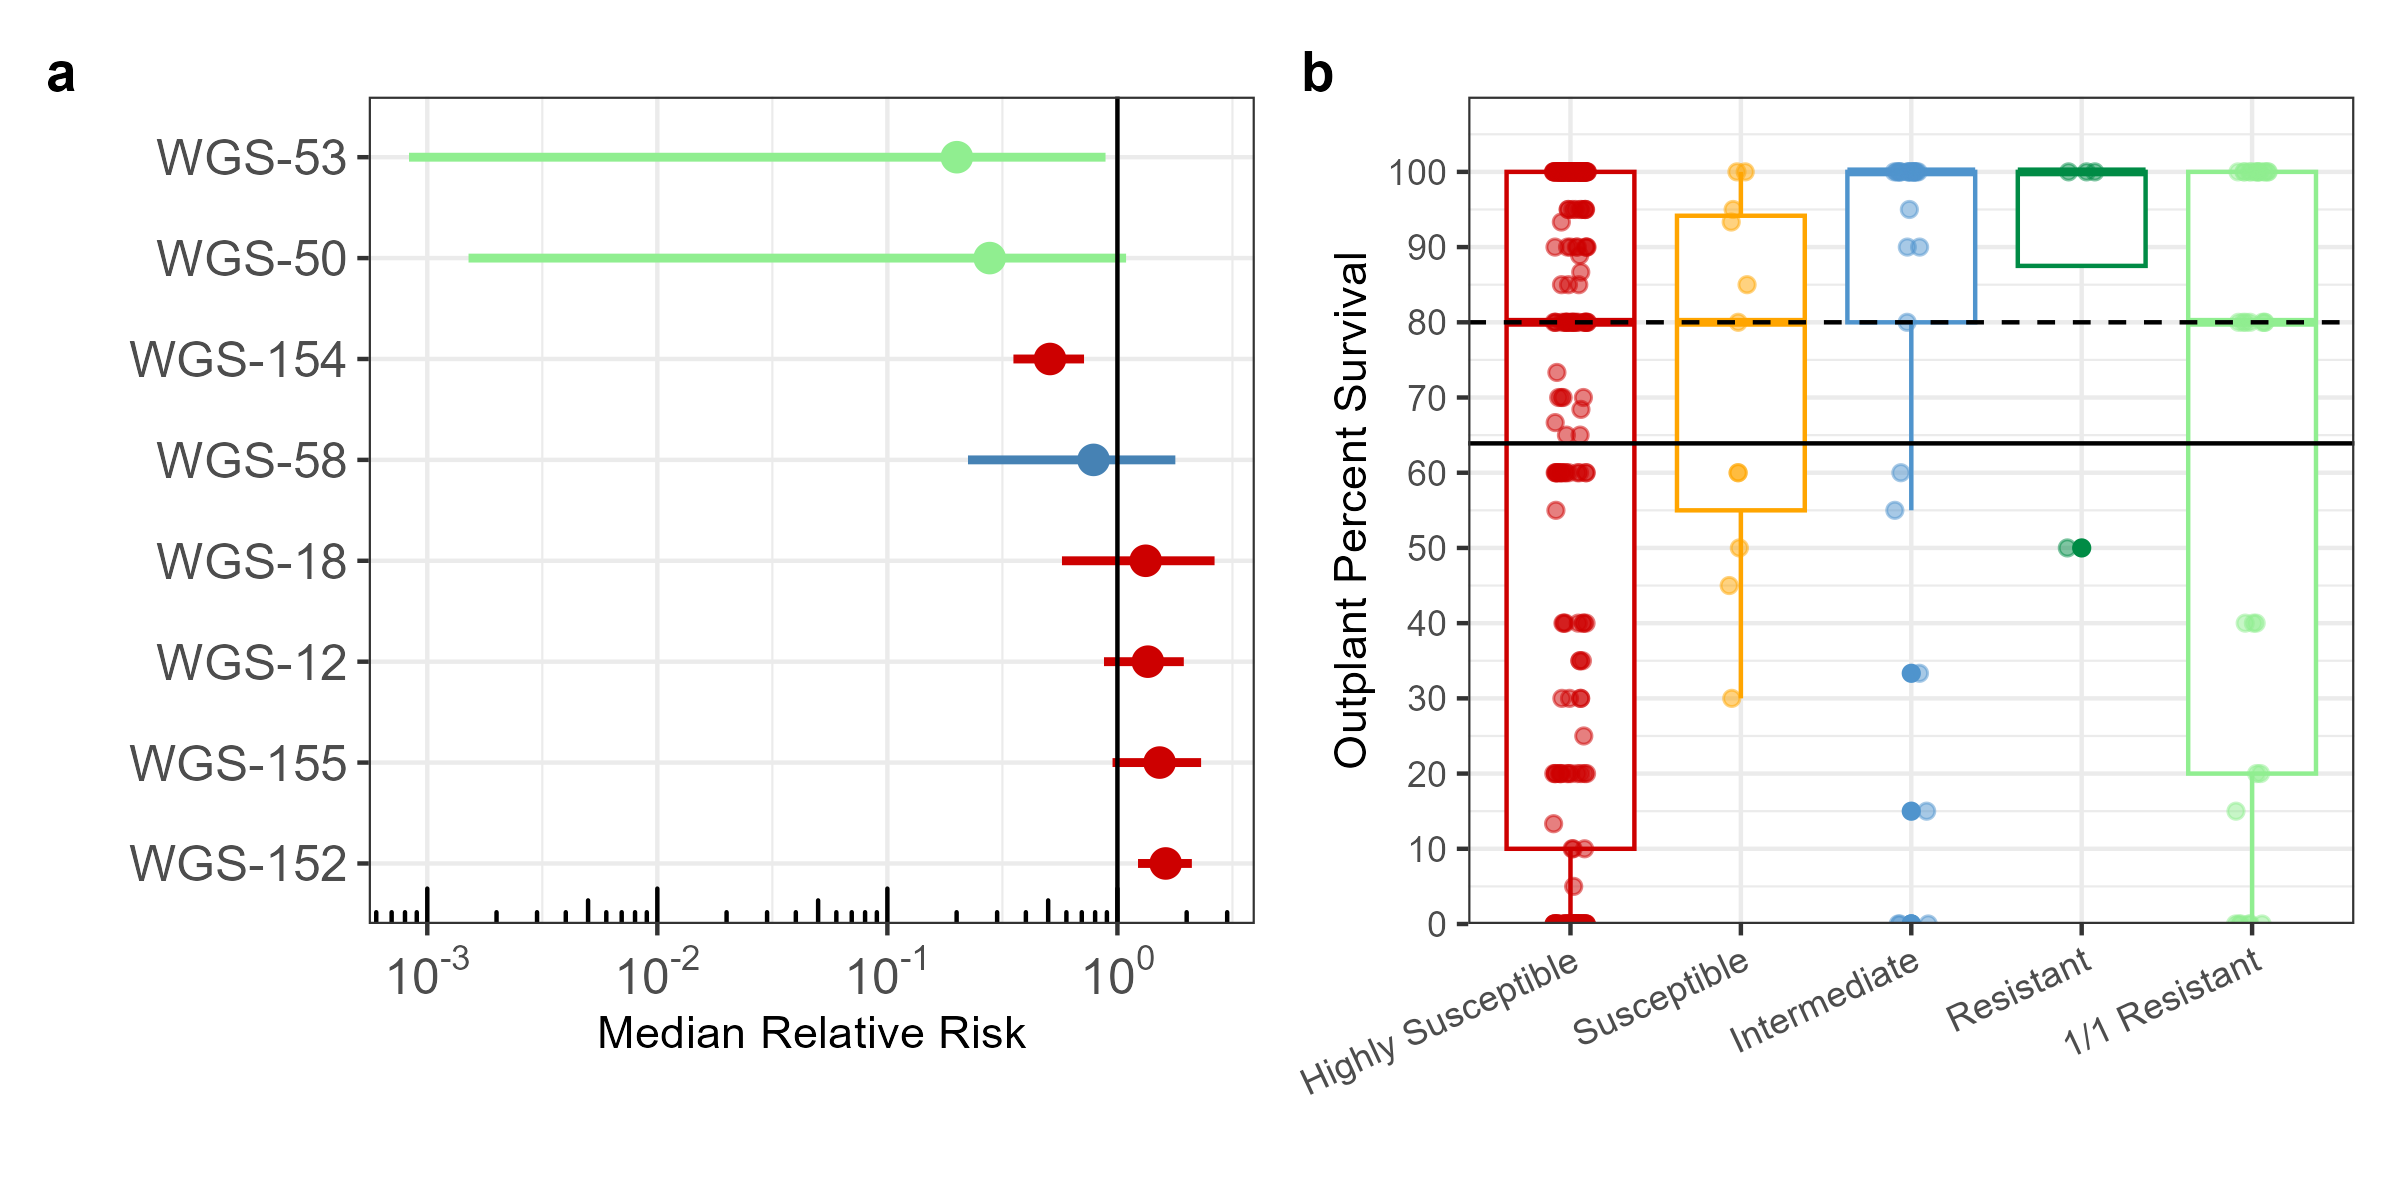 a
WGS-53
WGS-50
WGS-154
WGS-58
WGS-18
WGS-12
WGS-155
WGS-152
10-3 10-2 10-1 100
Median Relative Risk
b
Outplant Percent Survival
100
90
80
70
60
50
40
30
20
10
0
Highly Susceptible
Susceptible
Intermediate
Resistant
1/1 Resistant